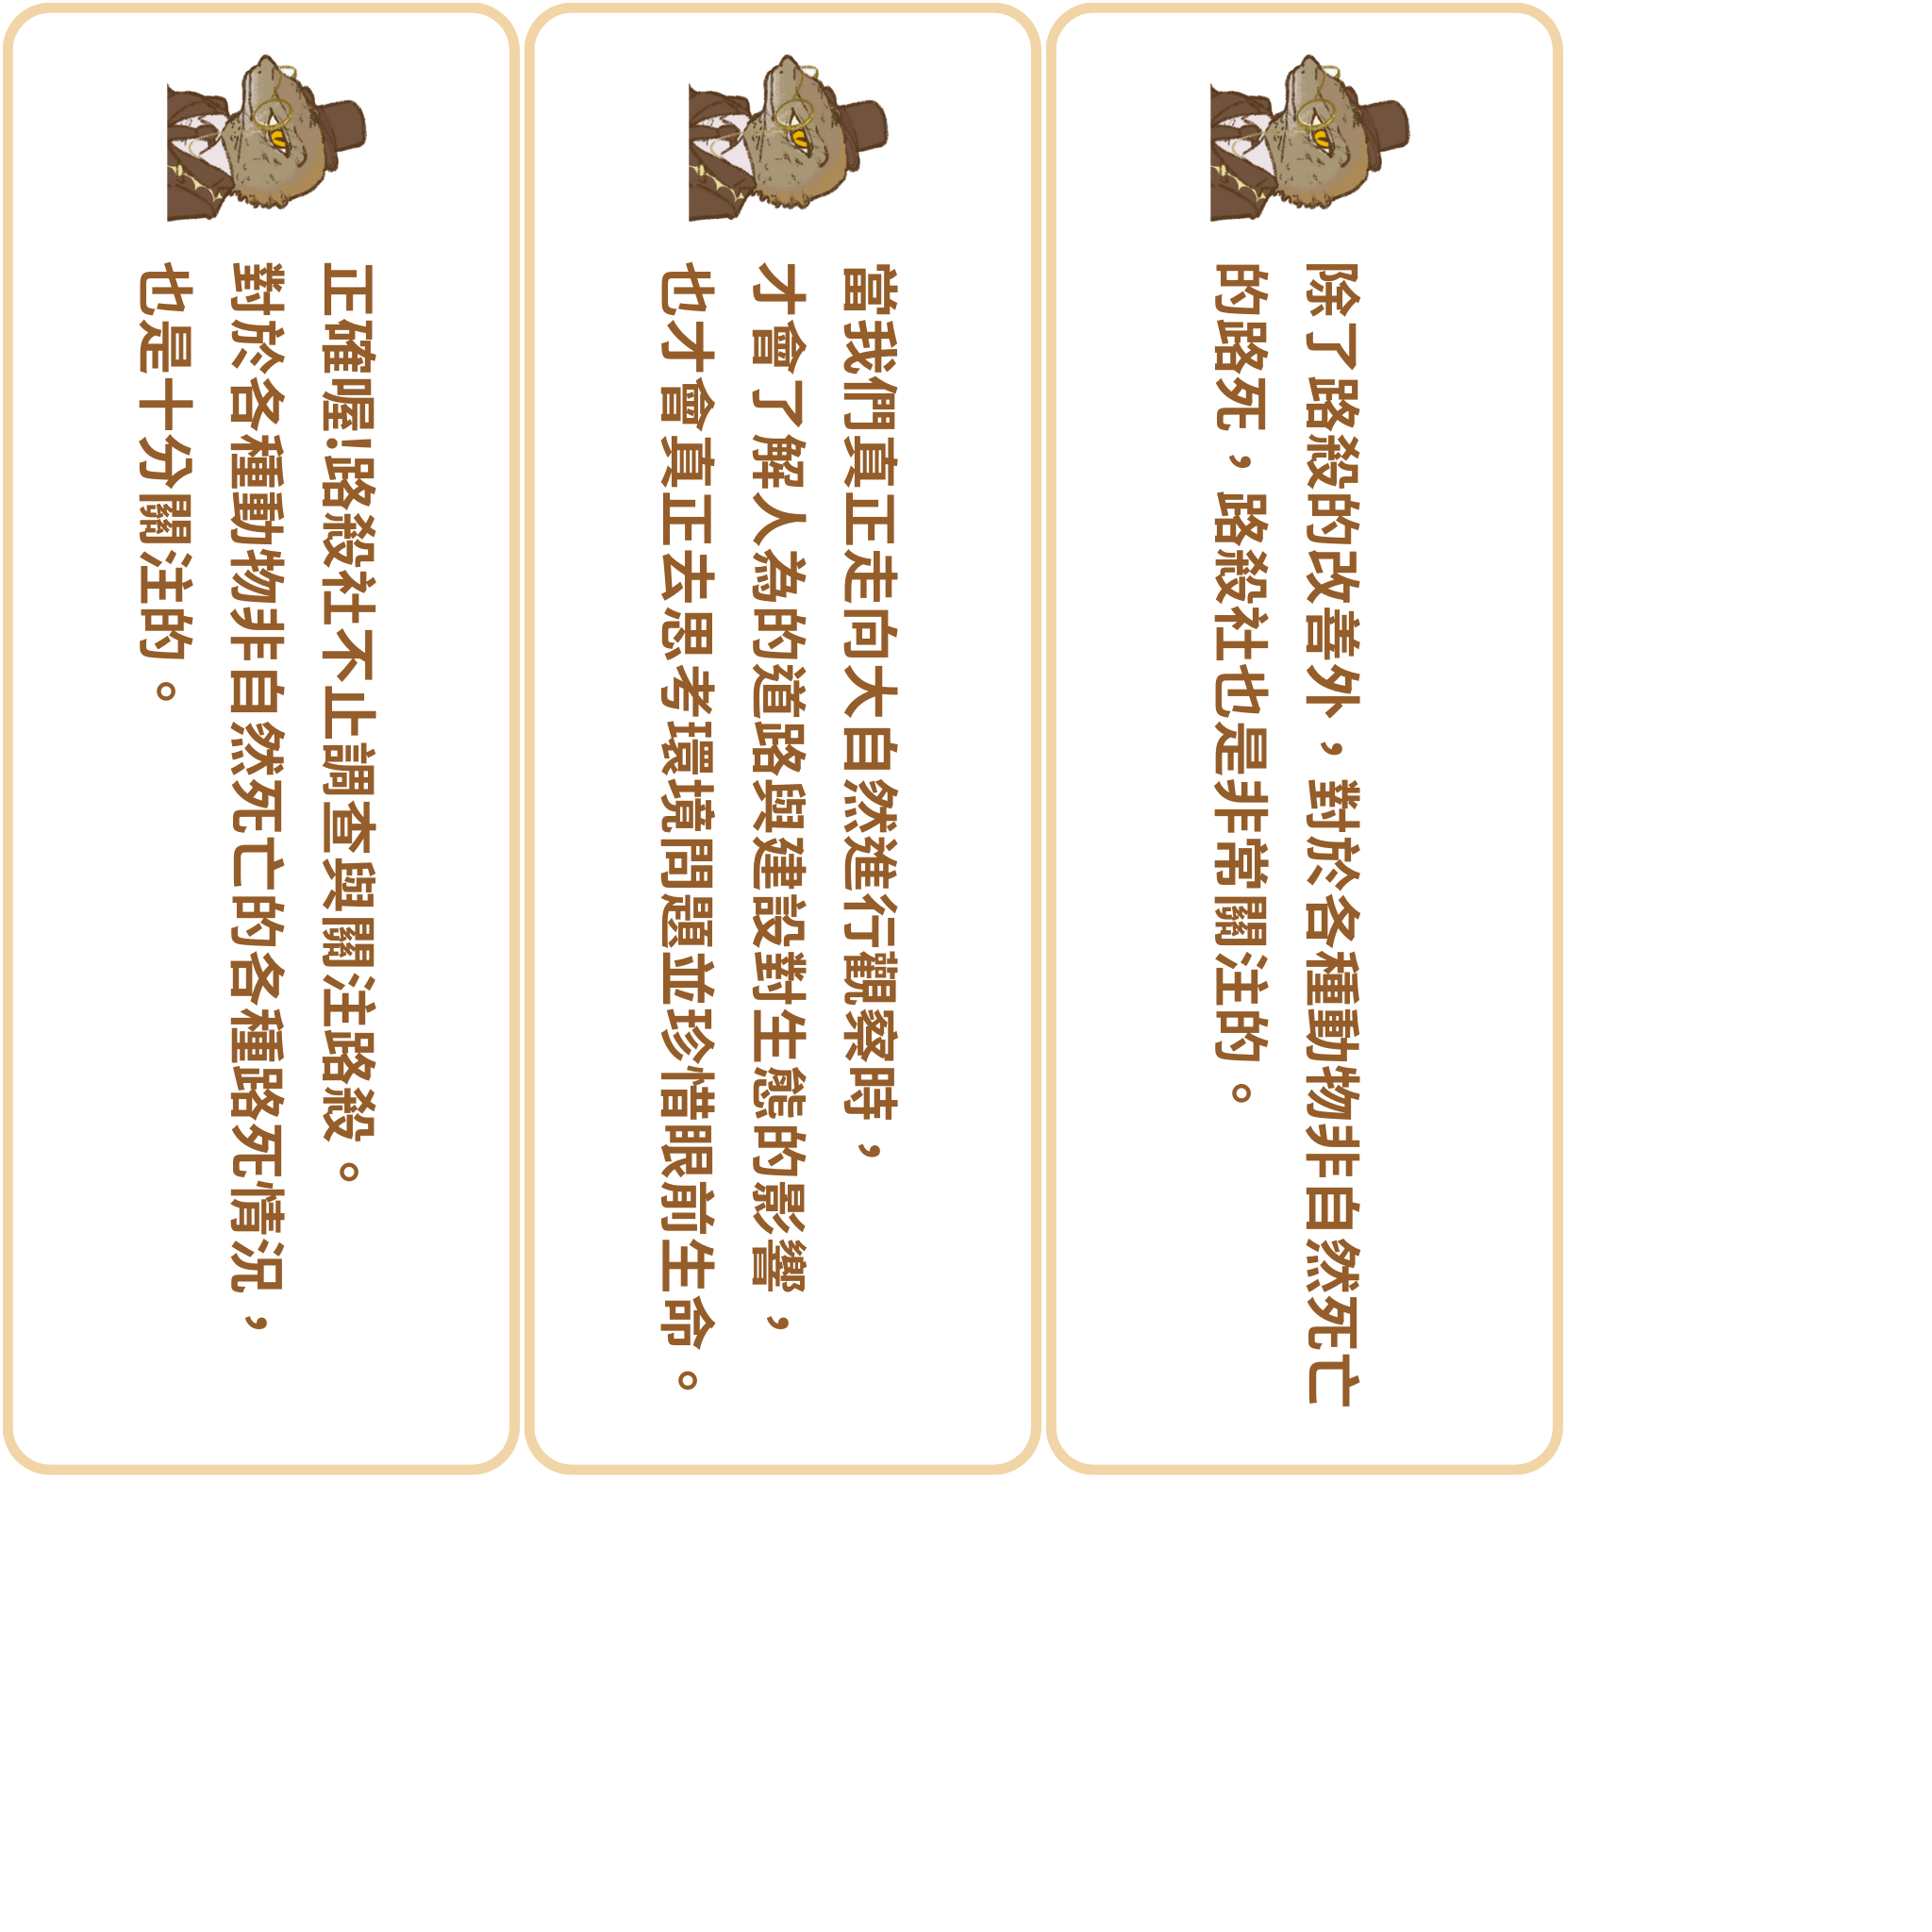 除了路殺的改善外，對於各種動物非自然死亡
的路死，路殺社也是非常關注的。
當我們真正走向大自然進行觀察時，
才會了解人為的道路與建設對生態的影響，
也才會真正去思考環境問題並珍惜眼前生命。
正確喔!路殺社不止調查與關注路殺。
對於各種動物非自然死亡的各種路死情況，
也是十分關注的。